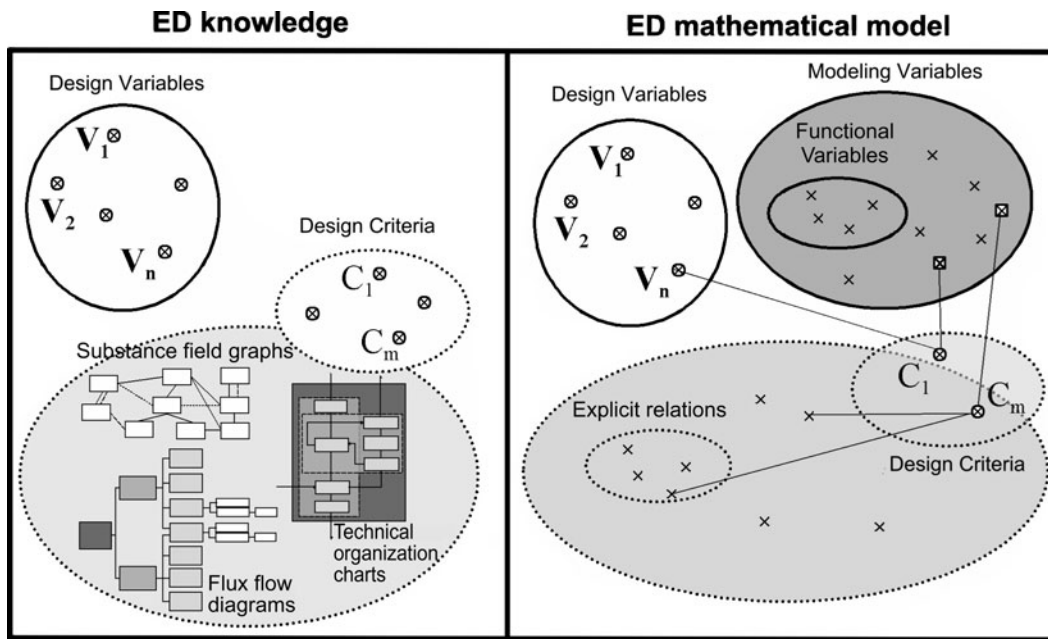 ED knowledge
Design Variables
V1
V2
Vn
Design Criteria
C1
Cm
Substance field graphs
Technical
organization
charts
Flux flow
diagrams
ED mathematical model
Modeling Variables
Design Variables
Functional
Variables
V1
V2
Vn
C1
Cm
Explicit relations
Design Criteria